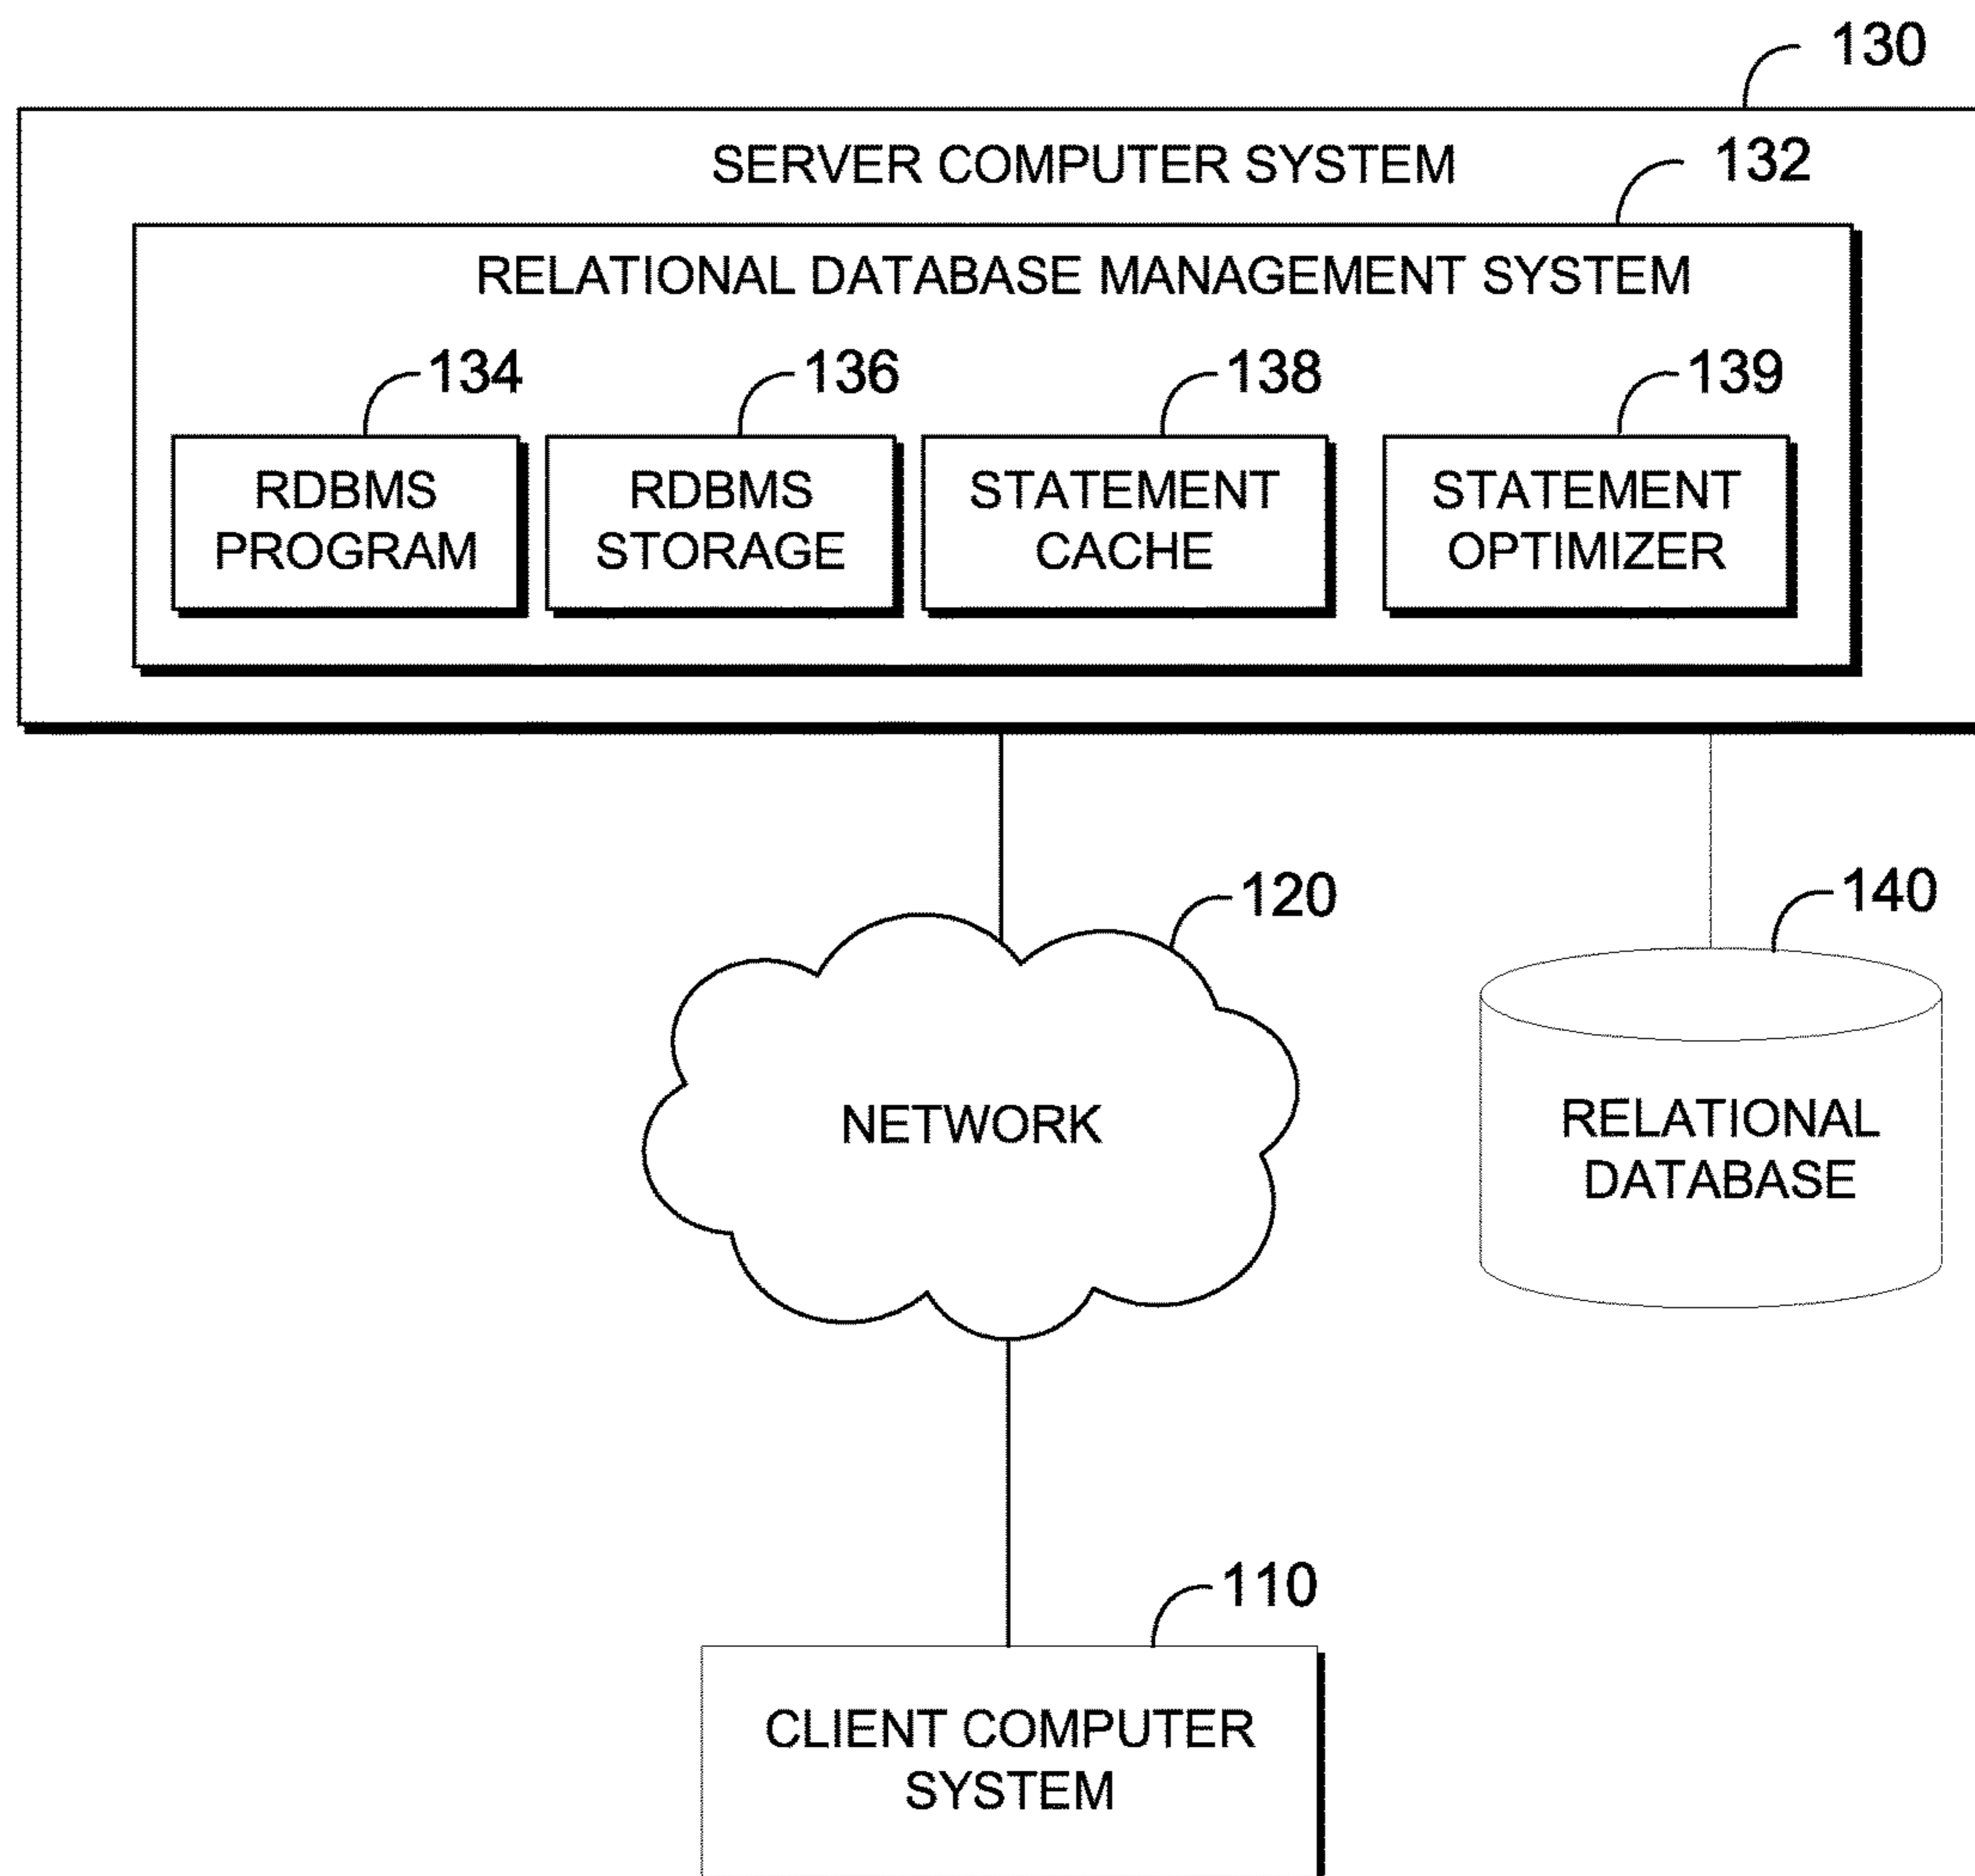 130
SERVER COMPUTER SYSTEM
132
RELATIONAL DATABASE MANAGEMENT SYSTEM
134
136
138
139
RDBMS
PROGRAM
RDBMS
STORAGE
STATEMENT
CACHE
STATEMENT
OPTIMIZER
120
140
NETWORK
RELATIONAL
DATABASE
110
CLIENT COMPUTER
SYSTEM